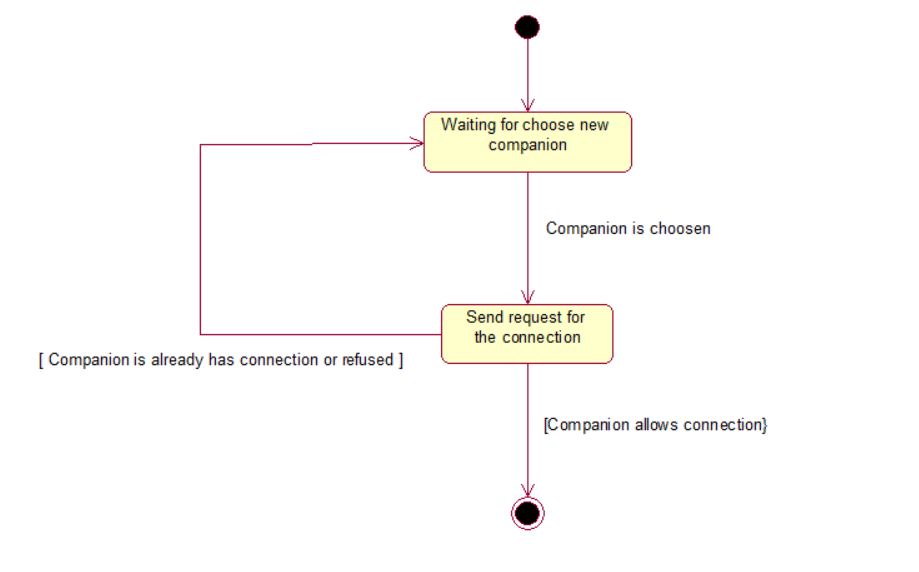 Waiting for choose new
companion
Companion is choosen
Send request for
the connection
[ Companion is already has connection or refused ]
[Companion allows connection}